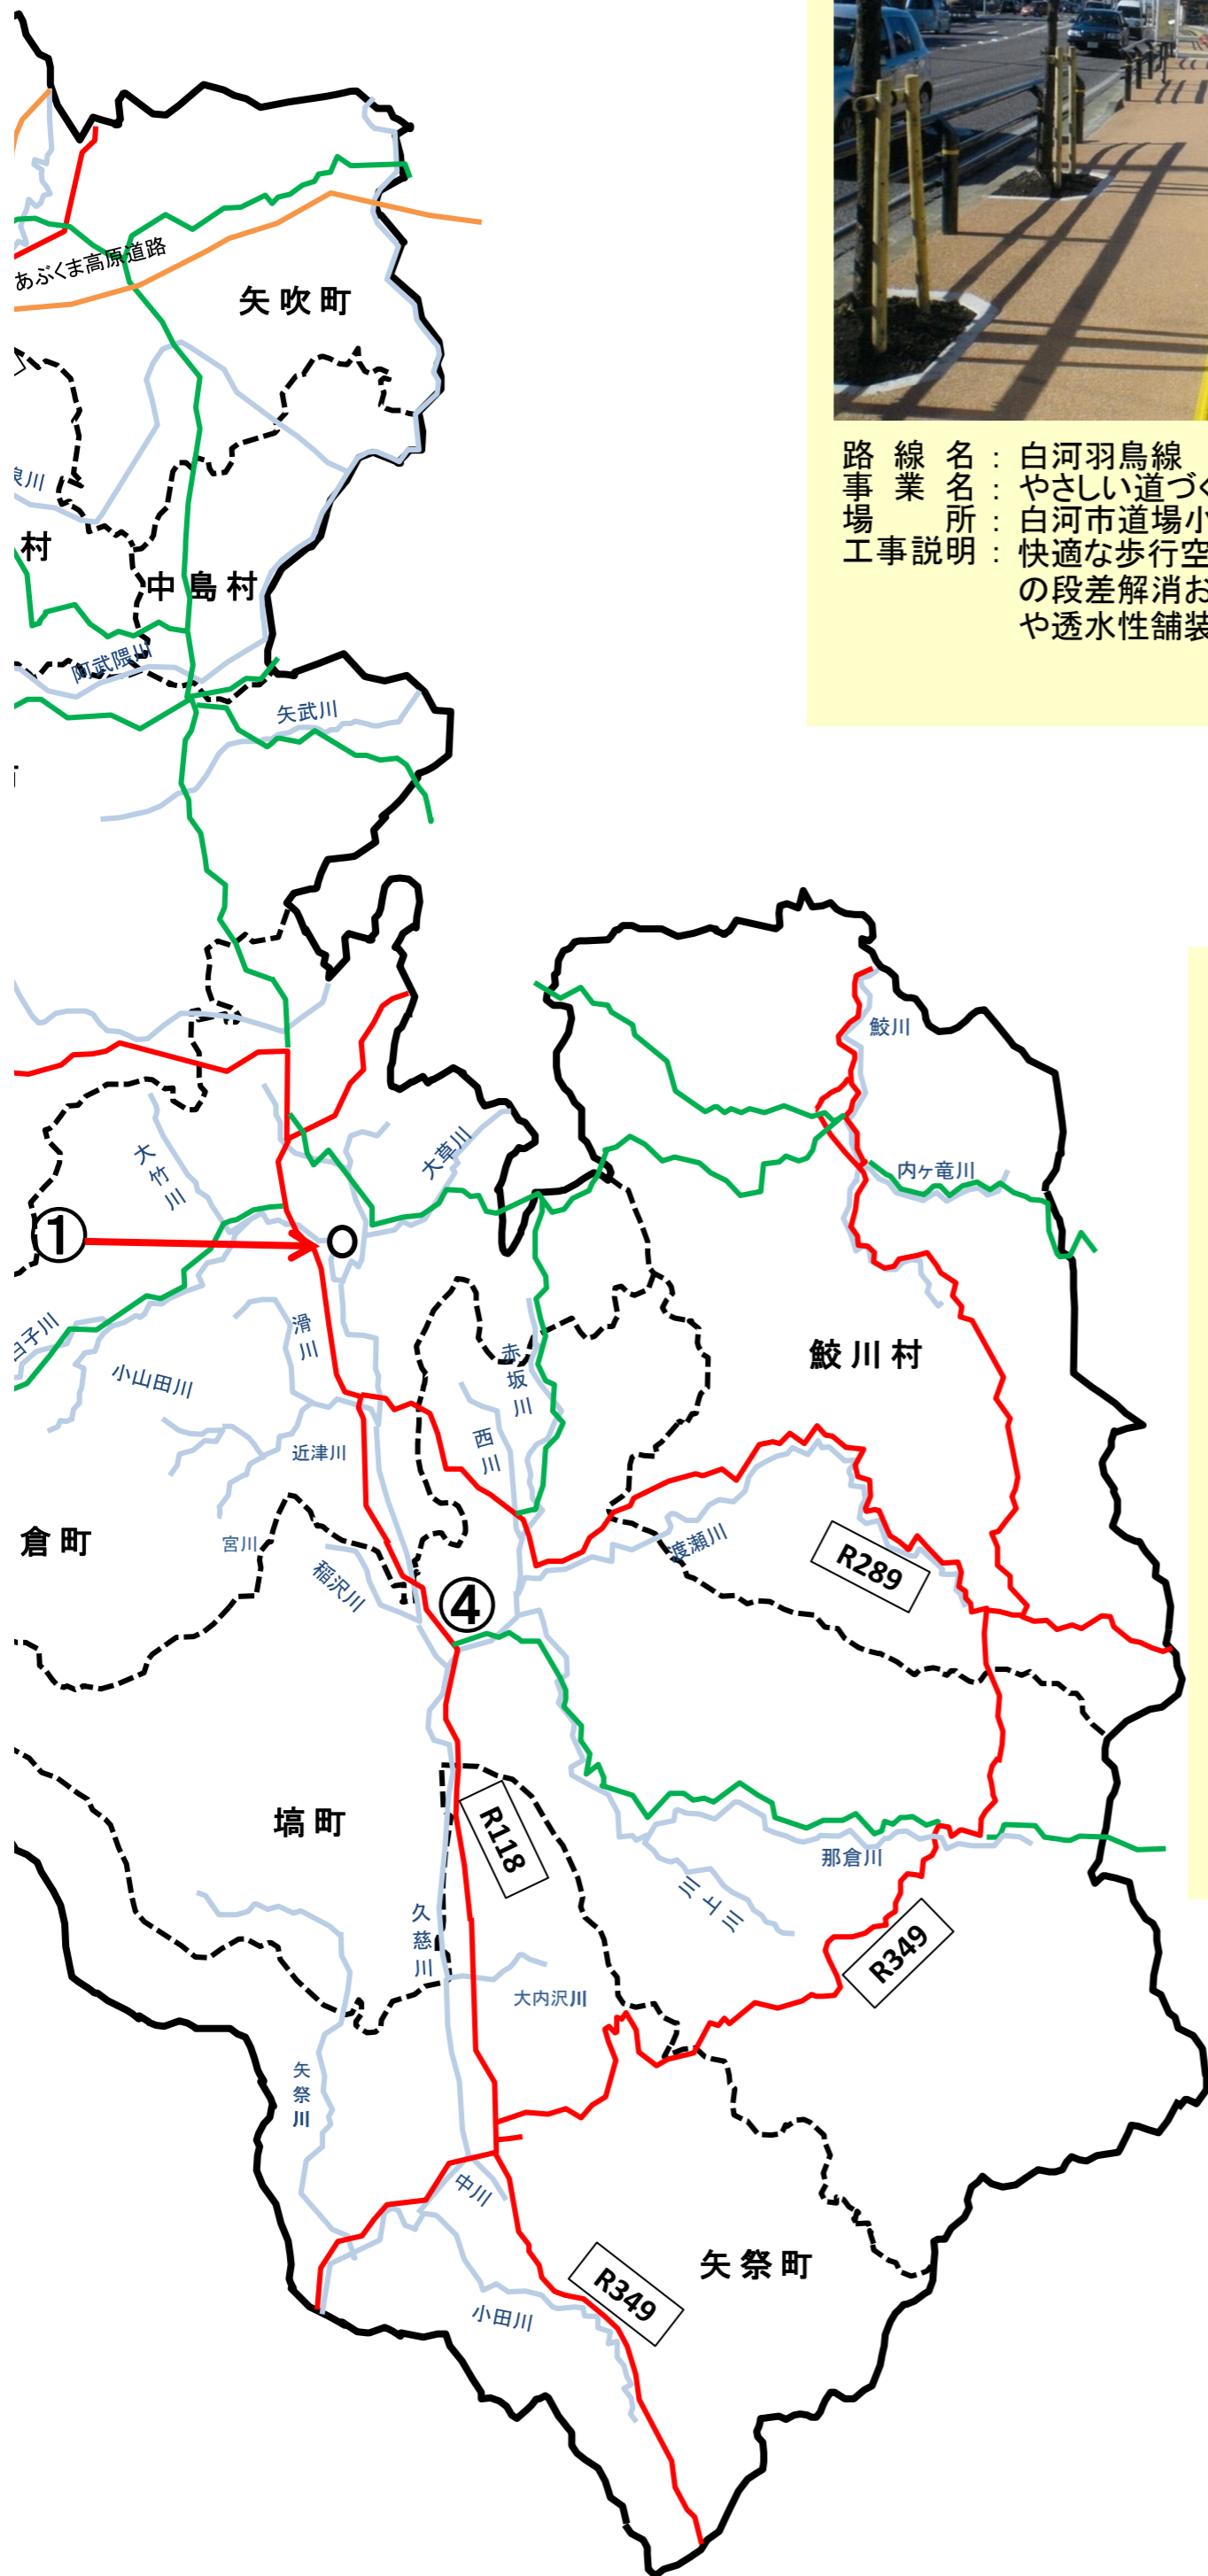 あぶくま高原道路
矢吹町
泉川
村
中島村
阿武隈川
矢武川
路線名：白河羽鳥線
事業名：やさしい道づく
場所：白河市道場小
工事説明：快適な歩行空
の段差解消お
や透水性舗装
鮫川
大竹川
大草川
内ケ竜川
①
滑川
小山田川
赤坂川
鮫川村
西川
近津川
倉町
宮川
稲沢川
渡瀬川
R289
④
塙町
R118
那倉川
川上川
久慈川
R349
大内沢川
矢祭川
中川
矢祭町
R349
小田川